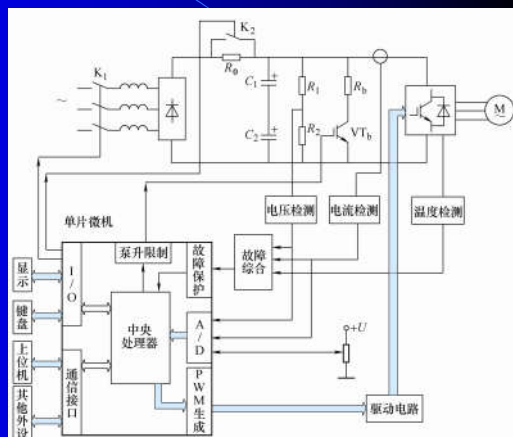 K₂
K₁
R₀
C₁
+
R₁
R_b
~
C₂
+
R₂
VT_b
M
~
电压检测
电流检测
温度检测
单片微机
泵升限制
故障保护
故障
综合
显示
I/O
键盘
中央
处理器
A/D
+U
上位机
通信接口
PWM生成
驱动电路
其他外设